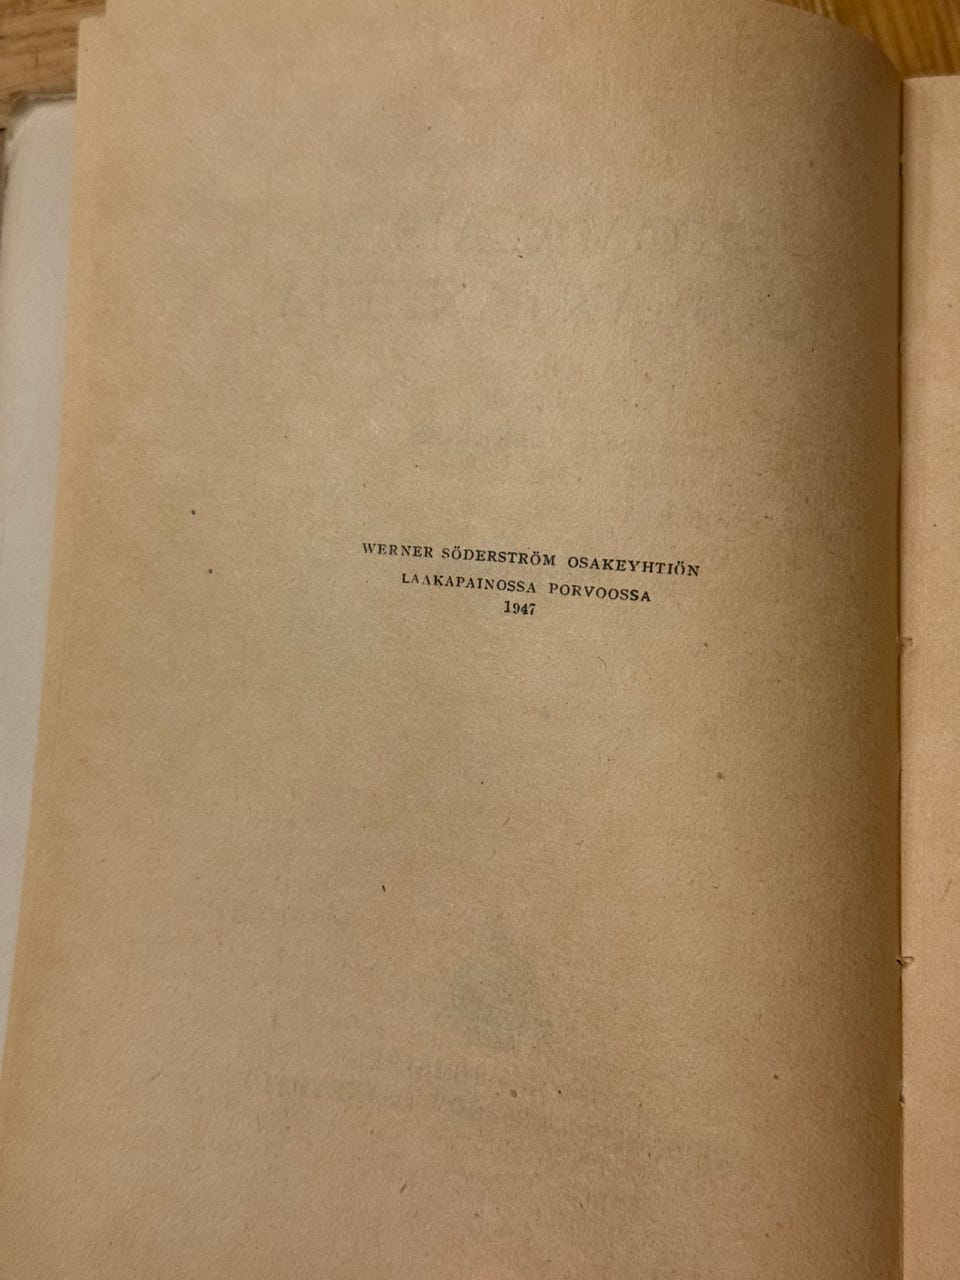 WERNER SÖDERSTRÖM OSAKEYHTIÖN
LAAKAPAINOSSA PORVOOSSA
1947